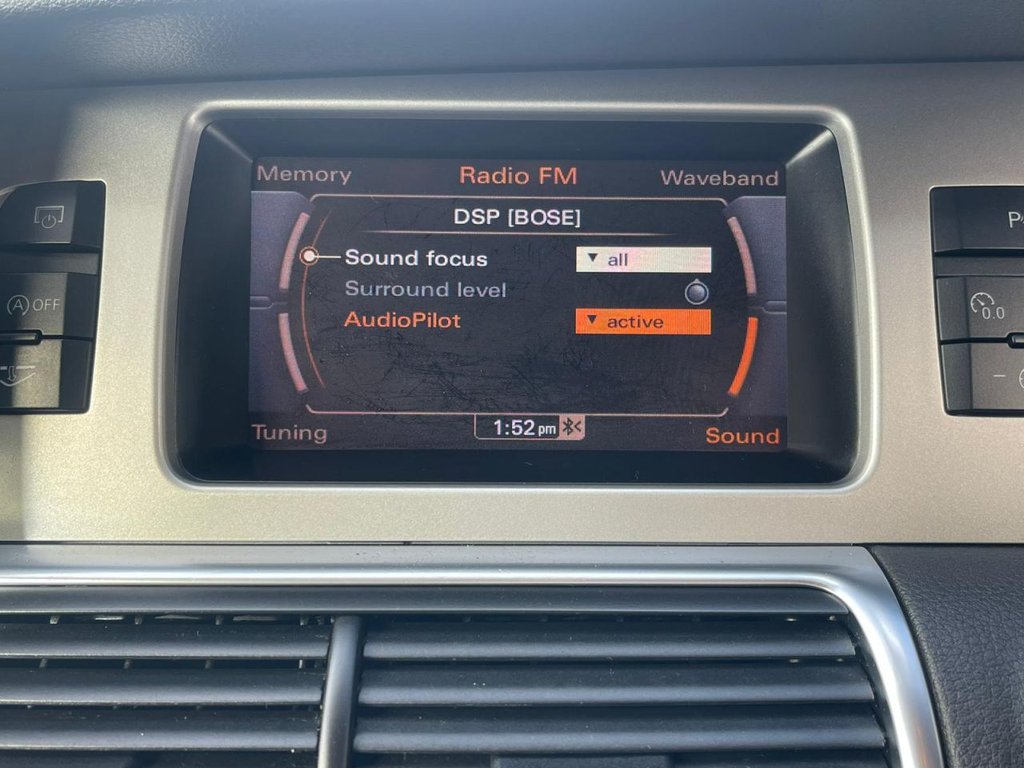 Memory Radio FM Waveband
DSP [BOSE]
Sound focus ▼ all
Surround level
AudioPilot ▼ active
Tuning 1:52 pm Sound
A OFF
0.0